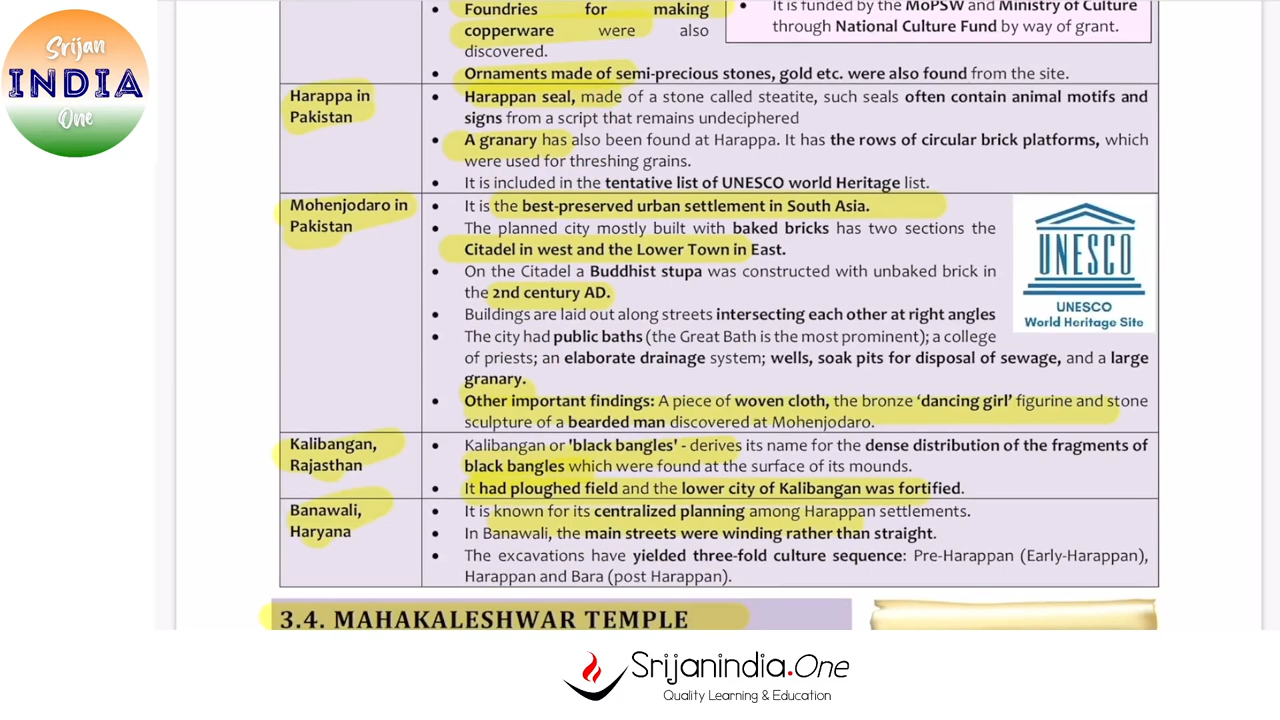 Srijan
INDIA
One
• Foundries for making
copperware were also
discovered.
• Ornaments made of semi-precious stones, gold etc. were also found from the site.
• It is funded by the MoPSW and Ministry of Culture
through National Culture Fund by way of grant.
Harappa in
Pakistan
• Harappan seal, made of a stone called steatite, such seals often contain animal motifs and
signs from a script that remains undeciphered
• A granary has also been found at Harappa. It has the rows of circular brick platforms, which
were used for threshing grains.
• It is included in the tentative list of UNESCO world Heritage list.
Mohenjodaro in
Pakistan
• It is the best-preserved urban settlement in South Asia.
• The planned city mostly built with baked bricks has two sections the
Citadel in west and the Lower Town in East.
• On the Citadel a Buddhist stupa was constructed with unbaked brick in
the 2nd century AD.
• Buildings are laid out along streets intersecting each other at right angles
• The city had public baths (the Great Bath is the most prominent); a college
of priests; an elaborate drainage system; wells, soak pits for disposal of sewage, and a large
granary.
• Other important findings: A piece of woven cloth, the bronze ‘dancing girl’ figurine and stone
sculpture of a bearded man discovered at Mohenjodaro.
UNESCO
UNESCO
World Heritage Site
Kalibangan,
Rajasthan
• Kalibangan or 'black bangles' - derives its name for the dense distribution of the fragments of
black bangles which were found at the surface of its mounds.
• It had ploughed field and the lower city of Kalibangan was fortified.
Banawali,
Haryana
• It is known for its centralized planning among Harappan settlements.
• In Banawali, the main streets were winding rather than straight.
• The excavations have yielded three-fold culture sequence: Pre-Harappan (Early-Harappan),
Harappan and Bara (post Harappan).
3.4. MAHAKALESHWAR TEMPLE
Srijanindia.One
Quality Learning & Education